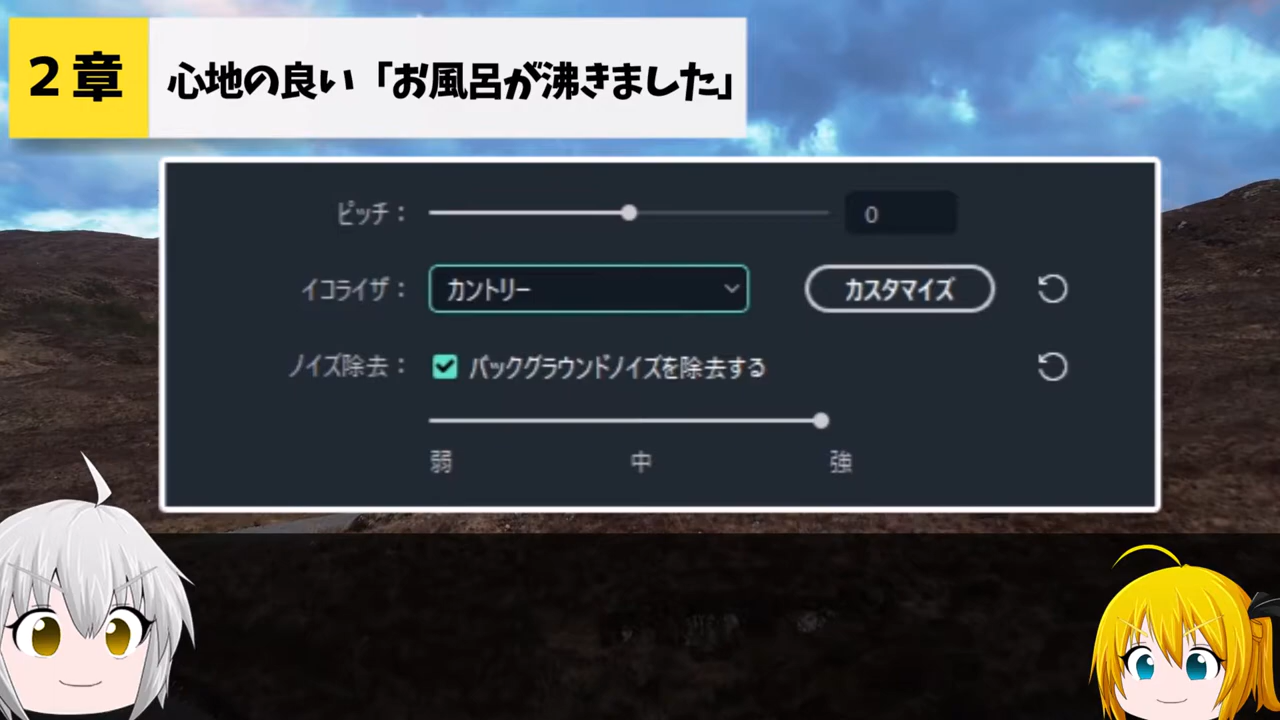 2章
心地の良い「お風呂が沸きました」
ピッチ：
0
イコライザ：
カントリー
カスタマイズ
ノイズ除去：
バックグラウンドノイズを除去する
弱
中
強